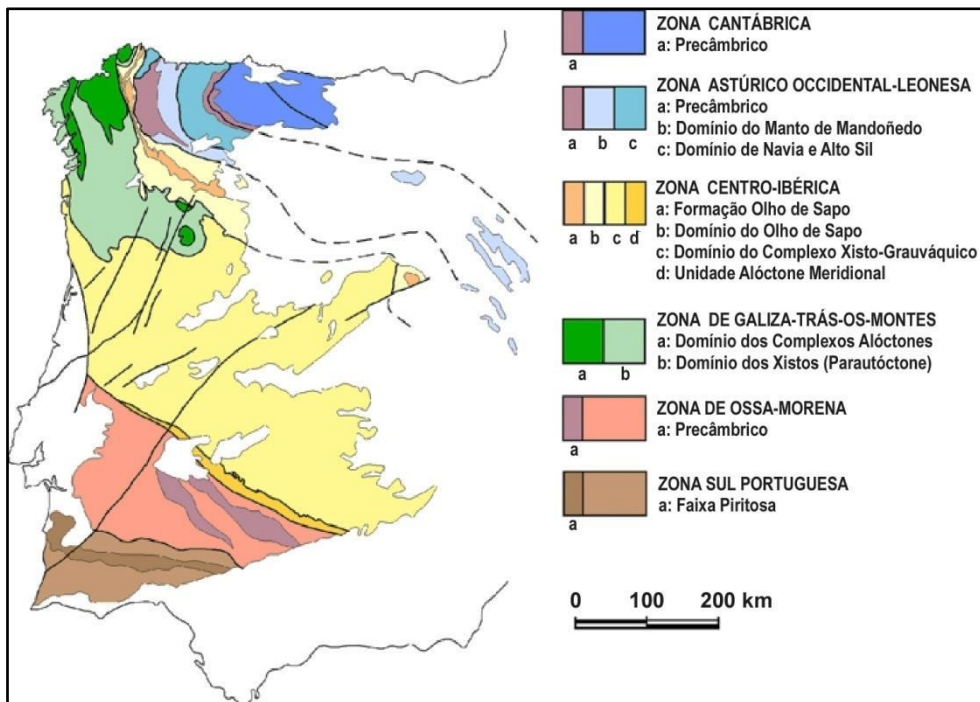 ZONA CANTÁBRICA
a: Precâmbrico
a
ZONA ASTÚRICO OCCIDENTAL-LEONESA
a: Precâmbrico
b: Domínio do Manto de Mandoñedo
c: Domínio de Navia e Alto Sil
a b c
ZONA CENTRO-IBÉRICA
a: Formação Olho de Sapo
b: Domínio do Olho de Sapo
c: Domínio do Complexo Xisto-Grauváquico
d: Unidade Alóctone Meridional
a b c d
ZONA DE GALIZA-TRÁS-OS-MONTES
a: Domínio dos Complexos Alóctones
b: Domínio dos Xistos (Parautóctone)
a b
ZONA DE OSSA-MORENA
a: Precâmbrico
a
ZONA SUL PORTUGUESA
a: Faixa Piritosa
a
0 100 200 km